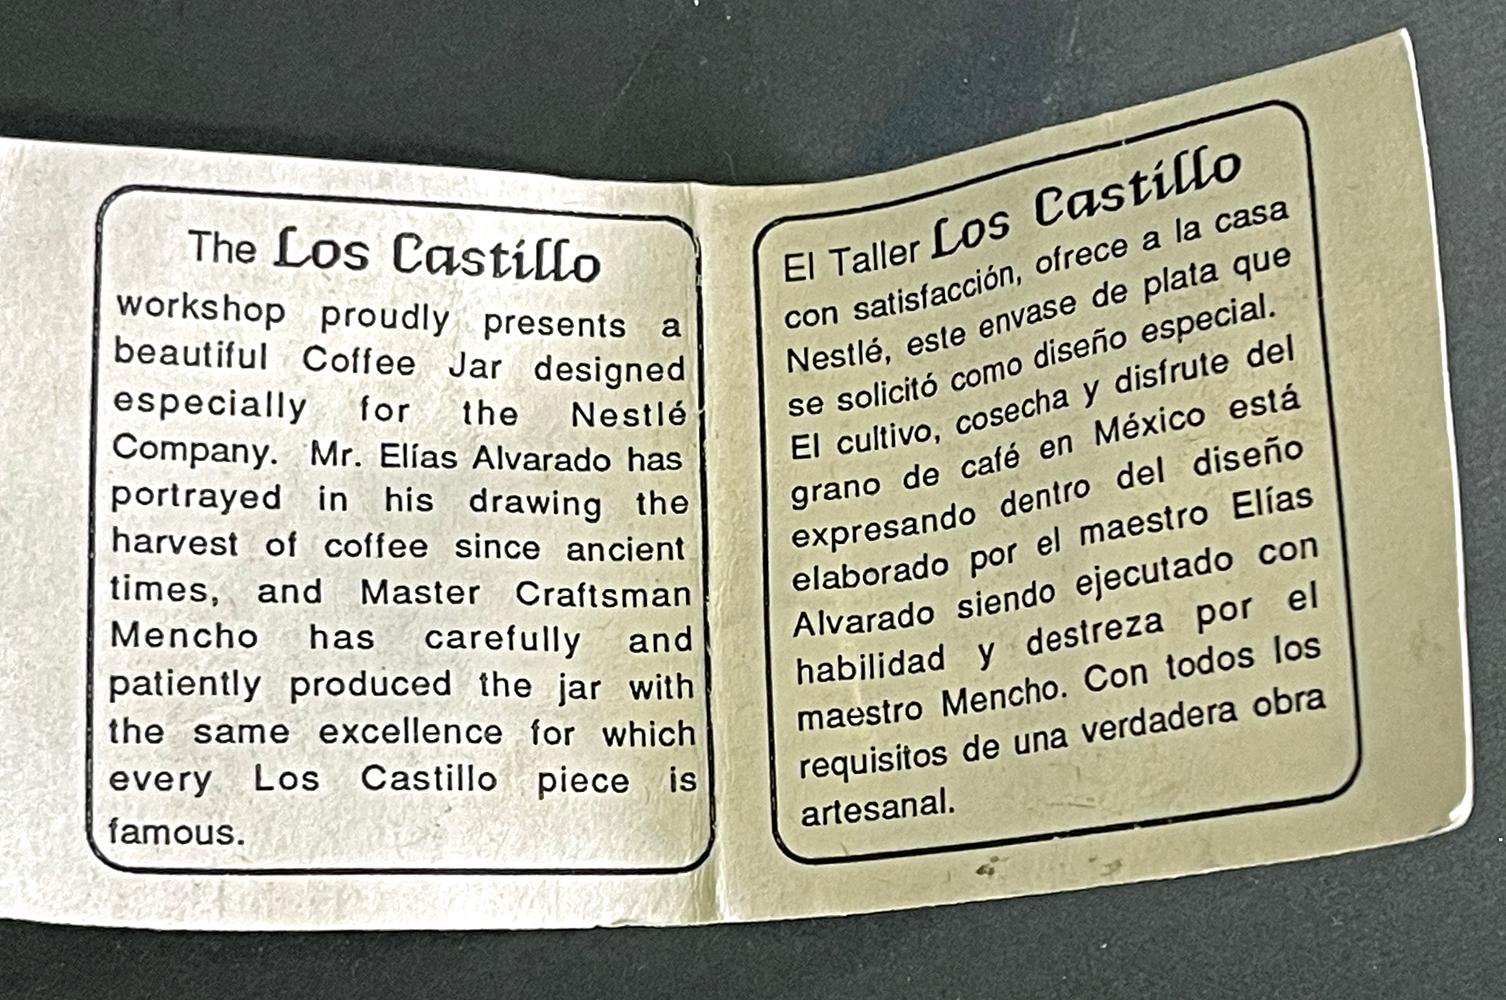 The Los Castillo
workshop proudly presents a
beautiful Coffee Jar designed
especially for the Nestlé
Company. Mr. Elías Alvarado has
portrayed in his drawing the
harvest of coffee since ancient
times, and Master Craftsman
Mencho has carefully and
patiently produced the jar with
the same excellence for which
every Los Castillo piece is
famous.
El Taller Los Castillo
con satisfacción, ofrece a la casa
Nestlé, este envase de plata que
se solicitó como diseño especial.
El cultivo, cosecha y disfrute del
grano de café en México está
expresando dentro del diseño
elaborado por el maestro Elías
Alvarado siendo ejecutado con
habilidad y destreza por el
maestro Mencho. Con todos los
requisitos de una verdadera obra
artesanal.